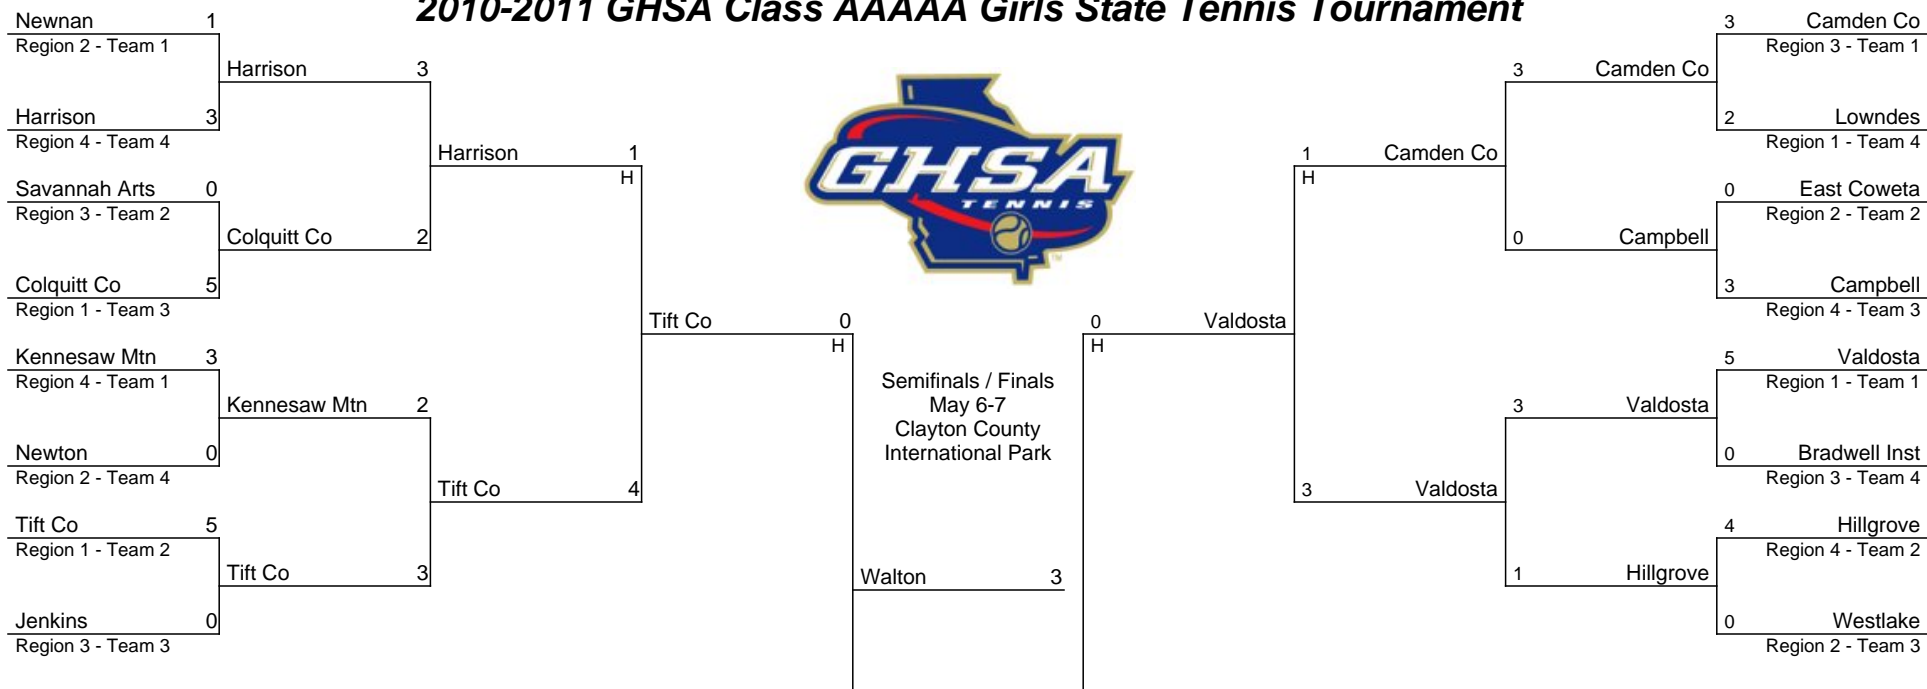 2010-2011 GHSA Class AAAAA Girls State Tennis Tournament
Newnan 1
Region 2 - Team 1
Harrison 3
Harrison 3
Region 4 - Team 4
Harrison 1
H
Savannah Arts 0
Region 3 - Team 2
Colquitt Co 2
Colquitt Co 5
Region 1 - Team 3
Tift Co 0
H
Kennesaw Mtn 3
Region 4 - Team 1
Kennesaw Mtn 2
Newton 0
Region 2 - Team 4
Tift Co 4
Tift Co 5
Region 1 - Team 2
Tift Co 3
Jenkins 0
Region 3 - Team 3
GHSA
TENNIS
TM
Semifinals / Finals
May 6-7
Clayton County
International Park
Walton 3
3 Camden Co
Region 3 - Team 1
3 Camden Co
2 Lowndes
Region 1 - Team 4
1 Camden Co
H
0 East Coweta
Region 2 - Team 2
0 Campbell
3 Campbell
Region 4 - Team 3
0 Valdosta
H
5 Valdosta
Region 1 - Team 1
3 Valdosta
0 Bradwell Inst
Region 3 - Team 4
3 Valdosta
4 Hillgrove
Region 4 - Team 2
1 Hillgrove
0 Westlake
Region 2 - Team 3